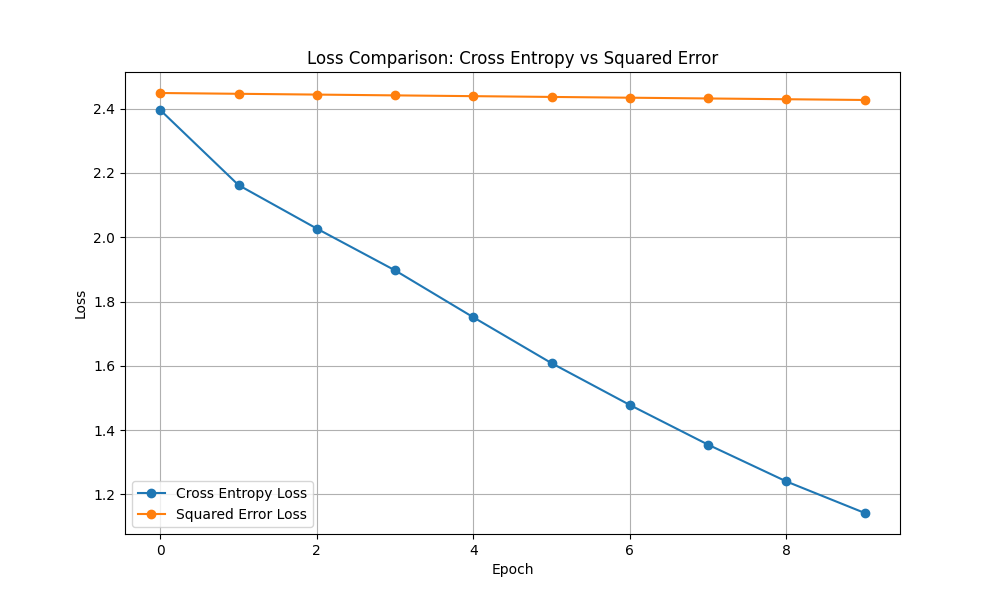 Loss Comparison: Cross Entropy vs Squared Error
2.4
2.2
2.0
1.8
1.6
1.4
1.2
Loss
Cross Entropy Loss
Squared Error Loss
0 2 4 6 8
Epoch